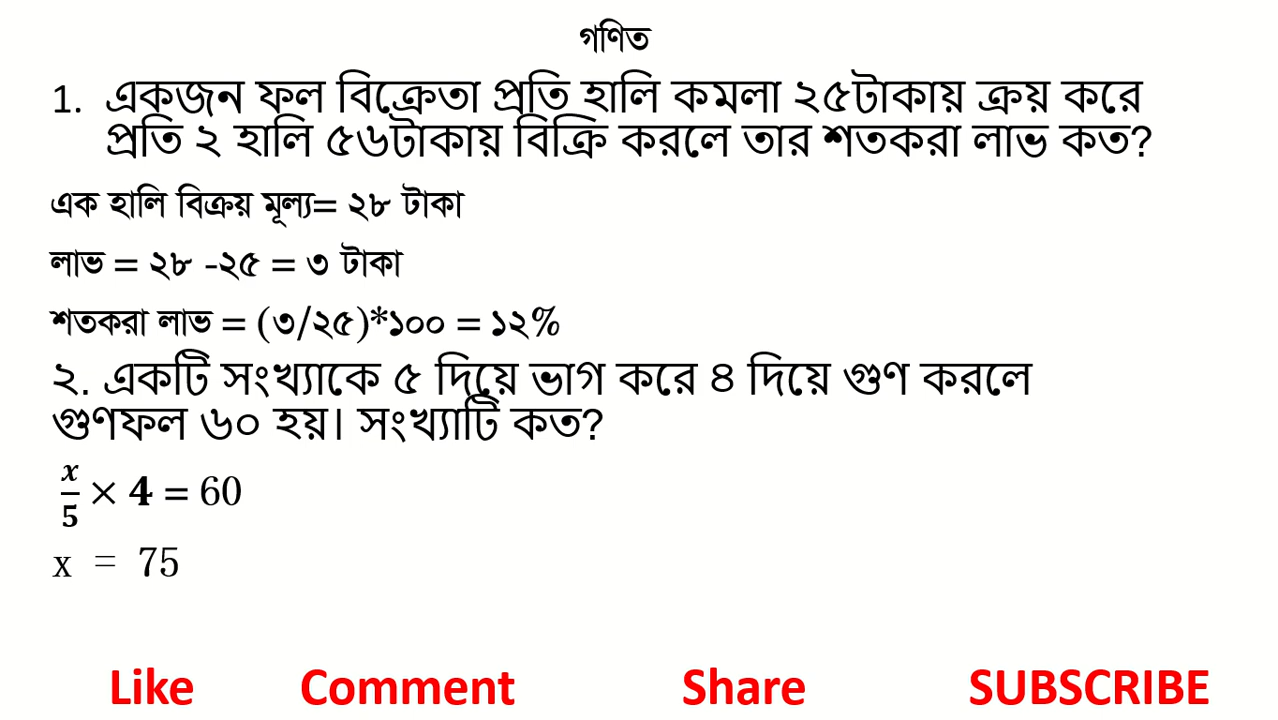 গণিত
1. একজন ফল বিক্রেতা প্রতি হালি কমলা ২৫টাকায় ক্রয় করে
প্রতি ২ হালি ৫৬টাকায় বিক্রি করলে তার শতকরা লাভ কত?
এক হালি বিক্রয় মূল্য= ২৮ টাকা
লাভ = ২৮ -২৫ = ৩ টাকা
শতকরা লাভ = (৩/২৫)*১০০ = ১২%
২. একটি সংখ্যাকে ৫ দিয়ে ভাগ করে ৪ দিয়ে গুণ করলে
গুণফল ৬০ হয়। সংখ্যাটি কত?
x/5 × 4 = 60
x = 75
Like Comment Share SUBSCRIBE